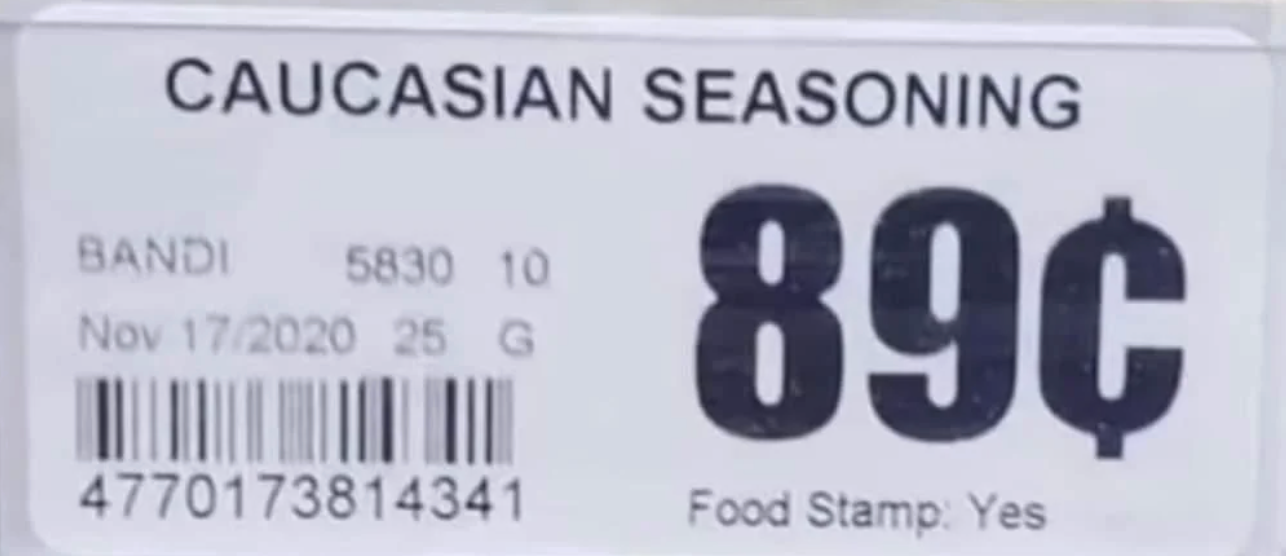 CAUCASIAN SEASONING
89¢
BANDI 5830 10
Nov 17/2020 25 G
4770173814341
Food Stamp: Yes